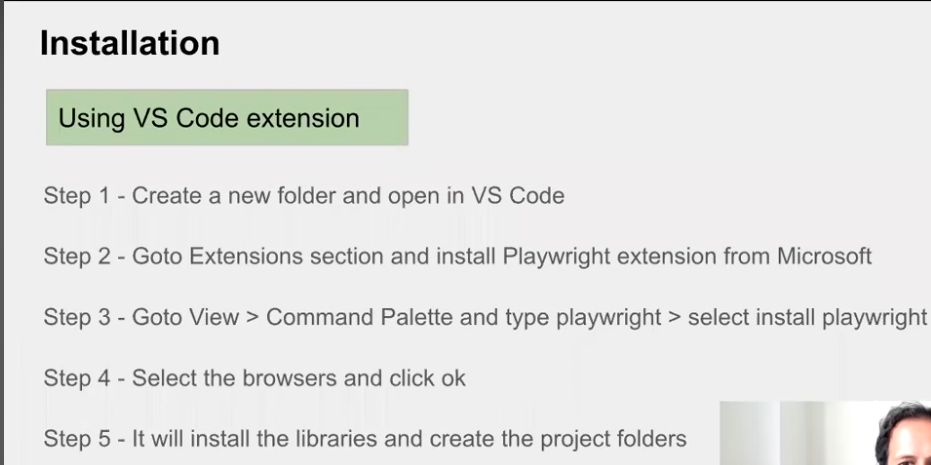 Installation
Using VS Code extension
Step 1 - Create a new folder and open in VS Code
Step 2 - Goto Extensions section and install Playwright extension from Microsoft
Step 3 - Goto View > Command Palette and type playwright > select install playwright
Step 4 - Select the browsers and click ok
Step 5 - It will install the libraries and create the project folders